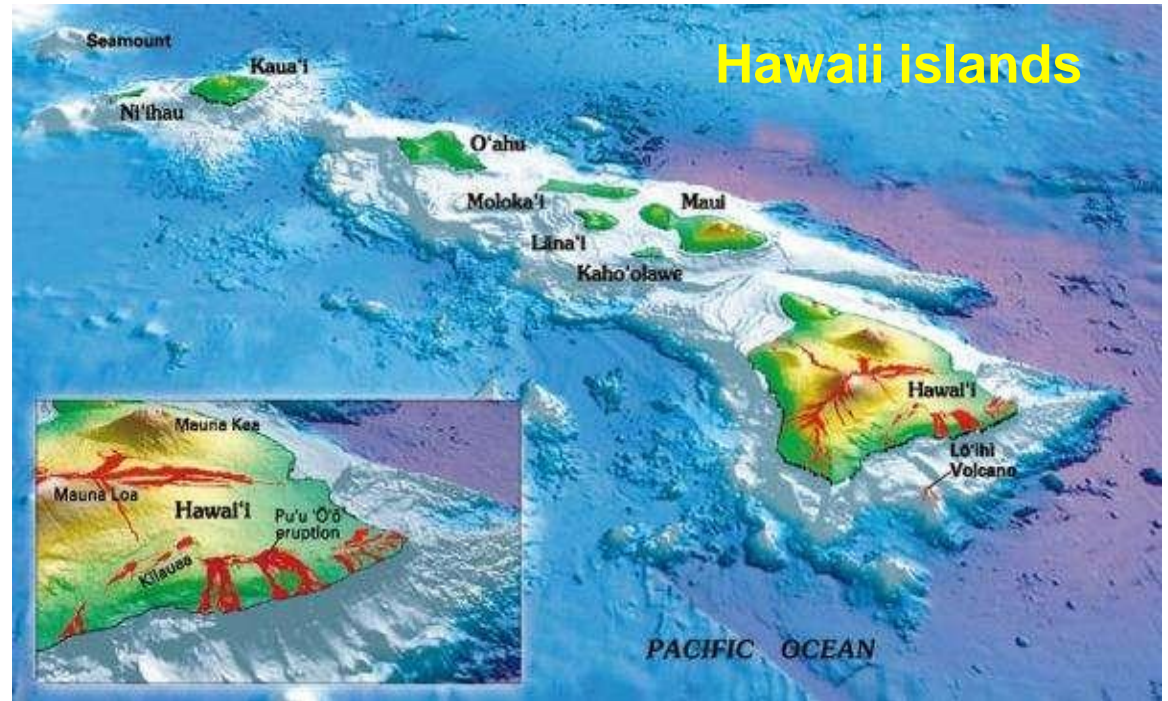 Hawaii islands
Seamount
Kaua'i
Ni'ihau
O'ahu
Moloka'i
Maui
Lāna'i
Kaho'olawe
Hawai'i
Lō'ihi
Volcano
Mauna Kea
Mauna Loa
Hawai'i
Pu'u 'Ō'ō
eruption
Kīlauea
PACIFIC OCEAN